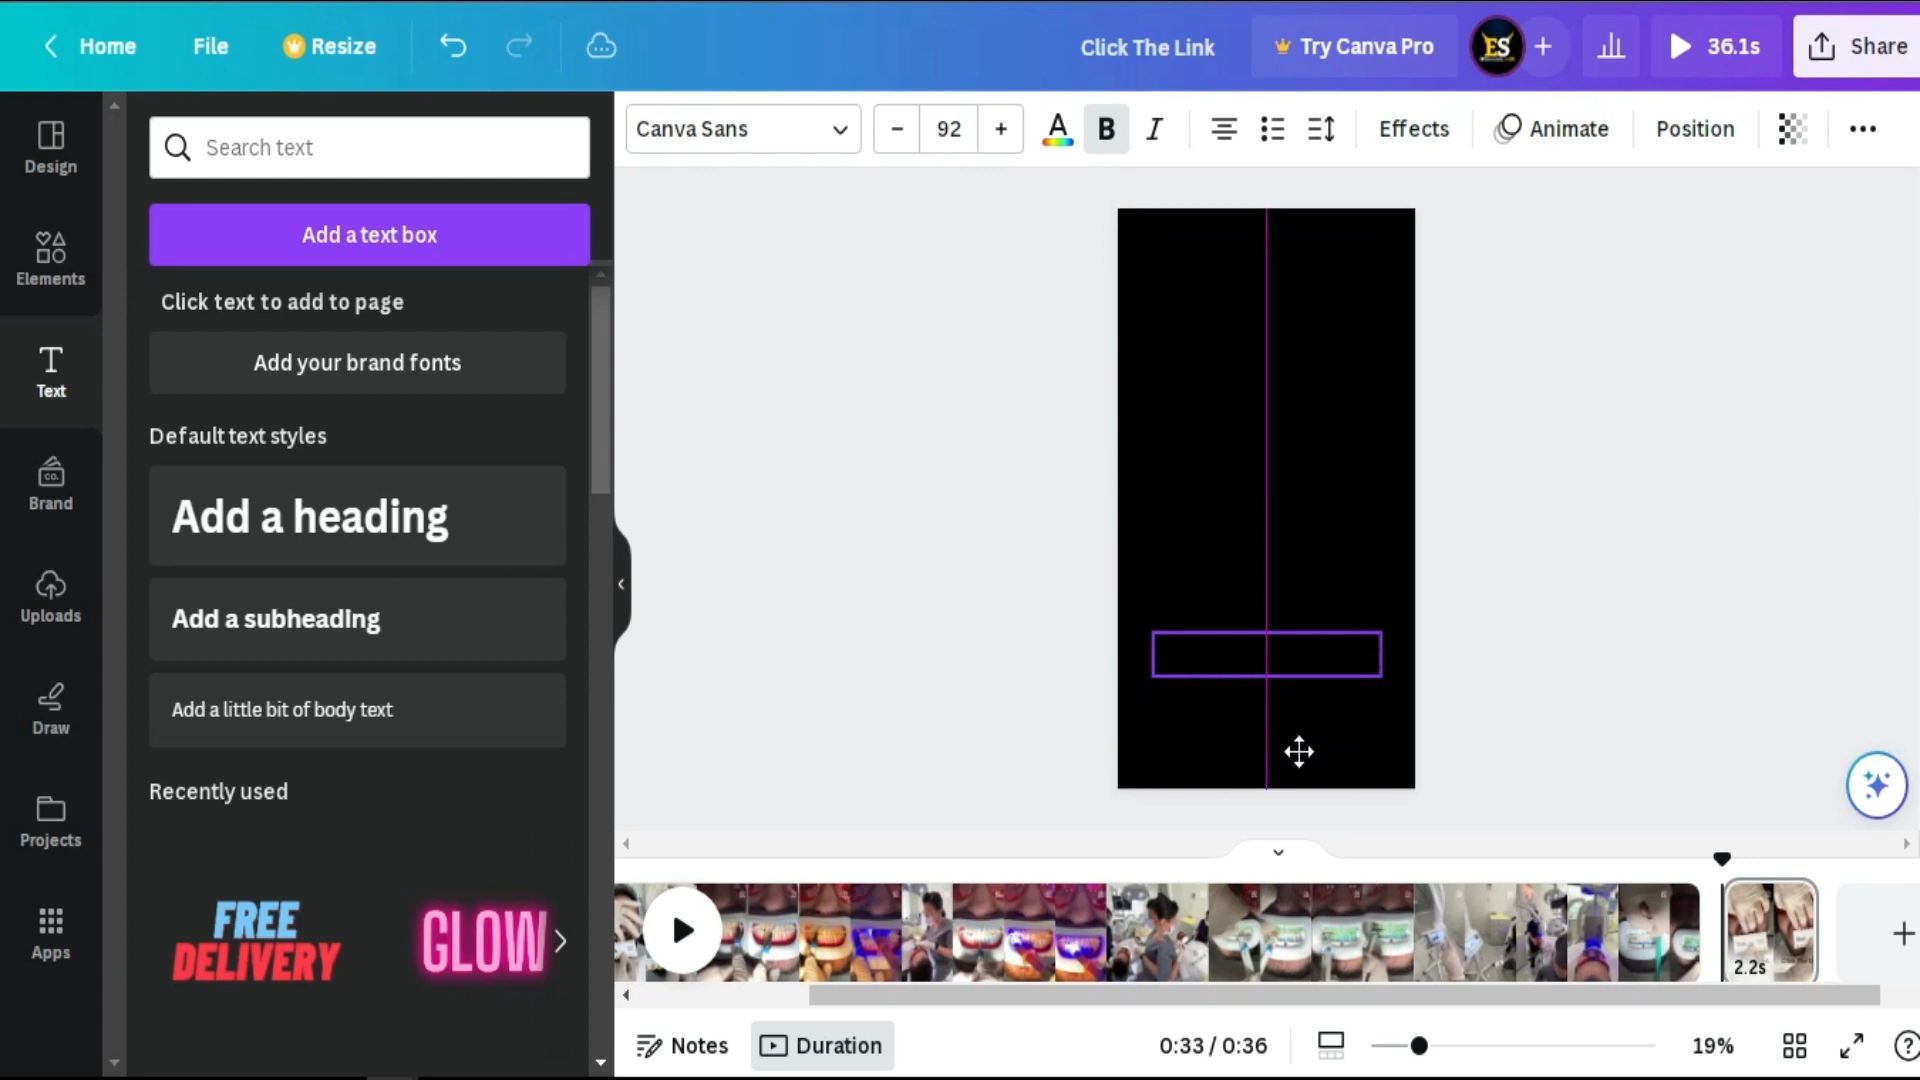 Home File Resize Click The Link Try Canva Pro ES 36.1s Share
Canva Sans 92 A B I Effects Animate Position
Design
Elements
Text
Brand
Uploads
Draw
Projects
Apps
Search text
Add a text box
Click text to add to page
Add your brand fonts
Default text styles
Add a heading
Add a subheading
Add a little bit of body text
Recently used
FREE
DELIVERY
GLOW
2.2s
Notes Duration 0:33 / 0:36 19%